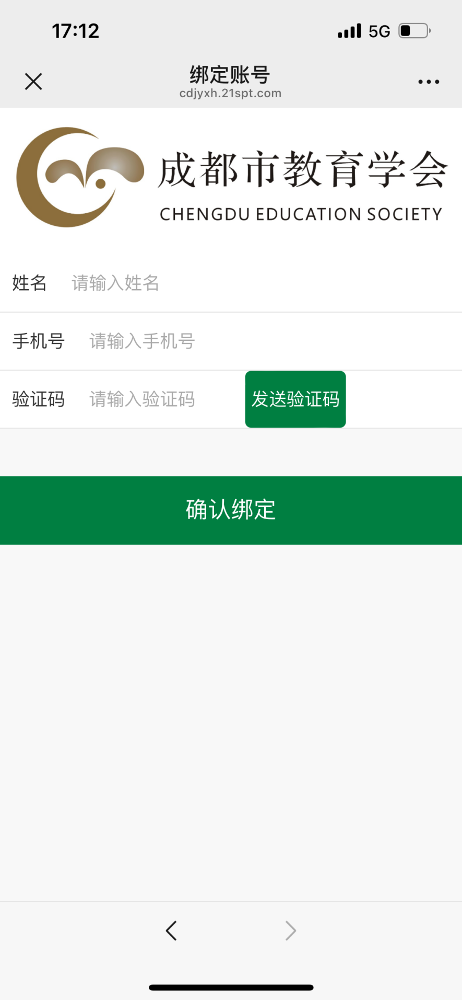 17:12
5G
绑定账号
cdjyxh.21spt.com
成都市教育学会
CHENGDU EDUCATION SOCIETY
姓名 请输入姓名
手机号 请输入手机号
验证码 请输入验证码 发送验证码
确认绑定